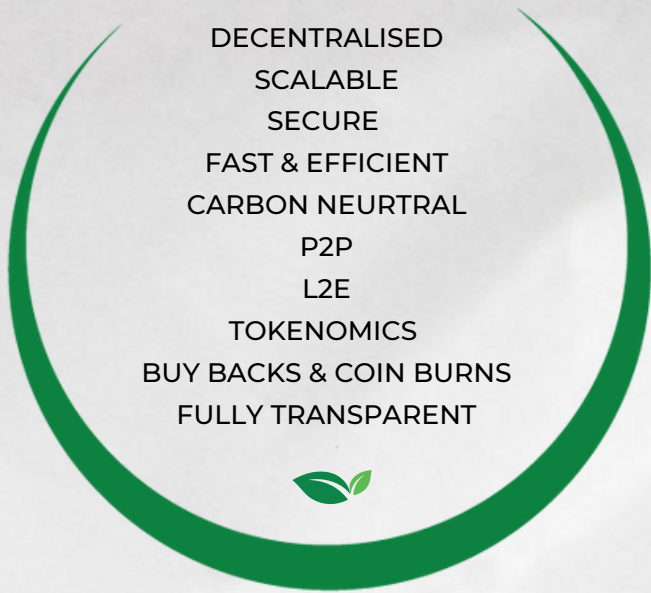 DECENTRALISED
SCALABLE
SECURE
FAST & EFFICIENT
CARBON NEURTRAL
P2P
L2E
TOKENOMICS
BUY BACKS & COIN BURNS
FULLY TRANSPARENT